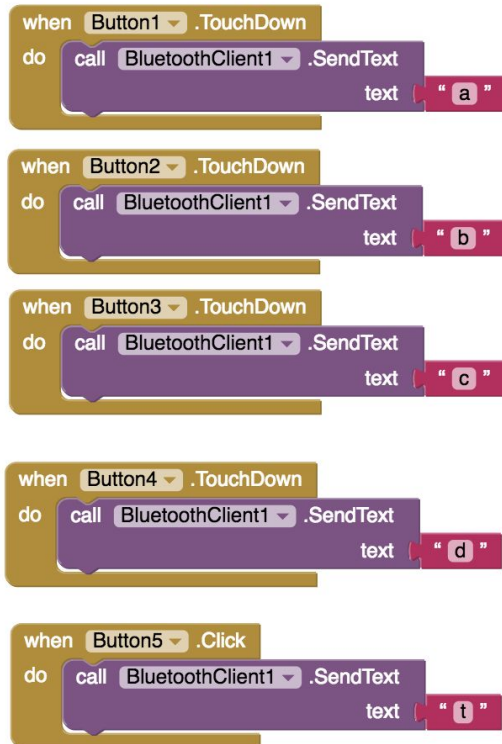 when Button1 .TouchDown
do call BluetoothClient1 .SendText
text “ a ”
when Button2 .TouchDown
do call BluetoothClient1 .SendText
text “ b ”
when Button3 .TouchDown
do call BluetoothClient1 .SendText
text “ c ”
when Button4 .TouchDown
do call BluetoothClient1 .SendText
text “ d ”
when Button5 .Click
do call BluetoothClient1 .SendText
text “ t ”